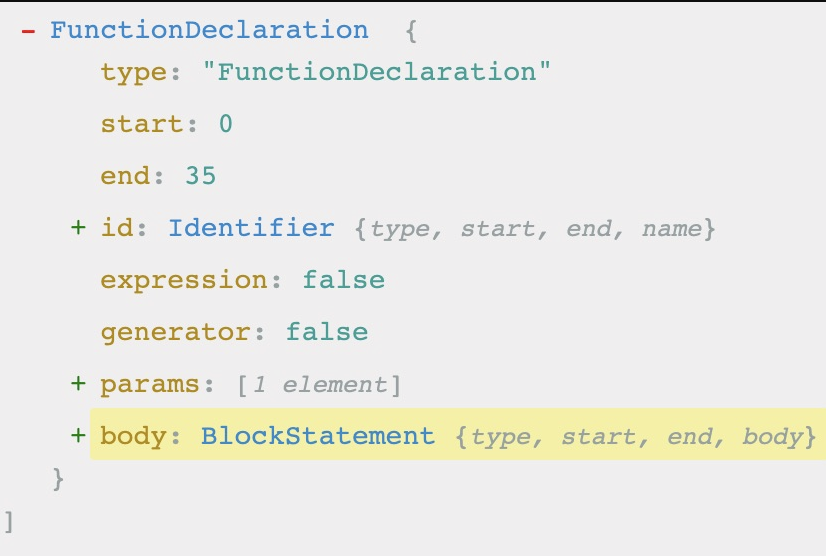 - FunctionDeclaration {
type: "FunctionDeclaration"
start: 0
end: 35
+ id: Identifier {type, start, end, name}
expression: false
generator: false
+ params: [1 element]
+ body: BlockStatement {type, start, end, body}
}
]